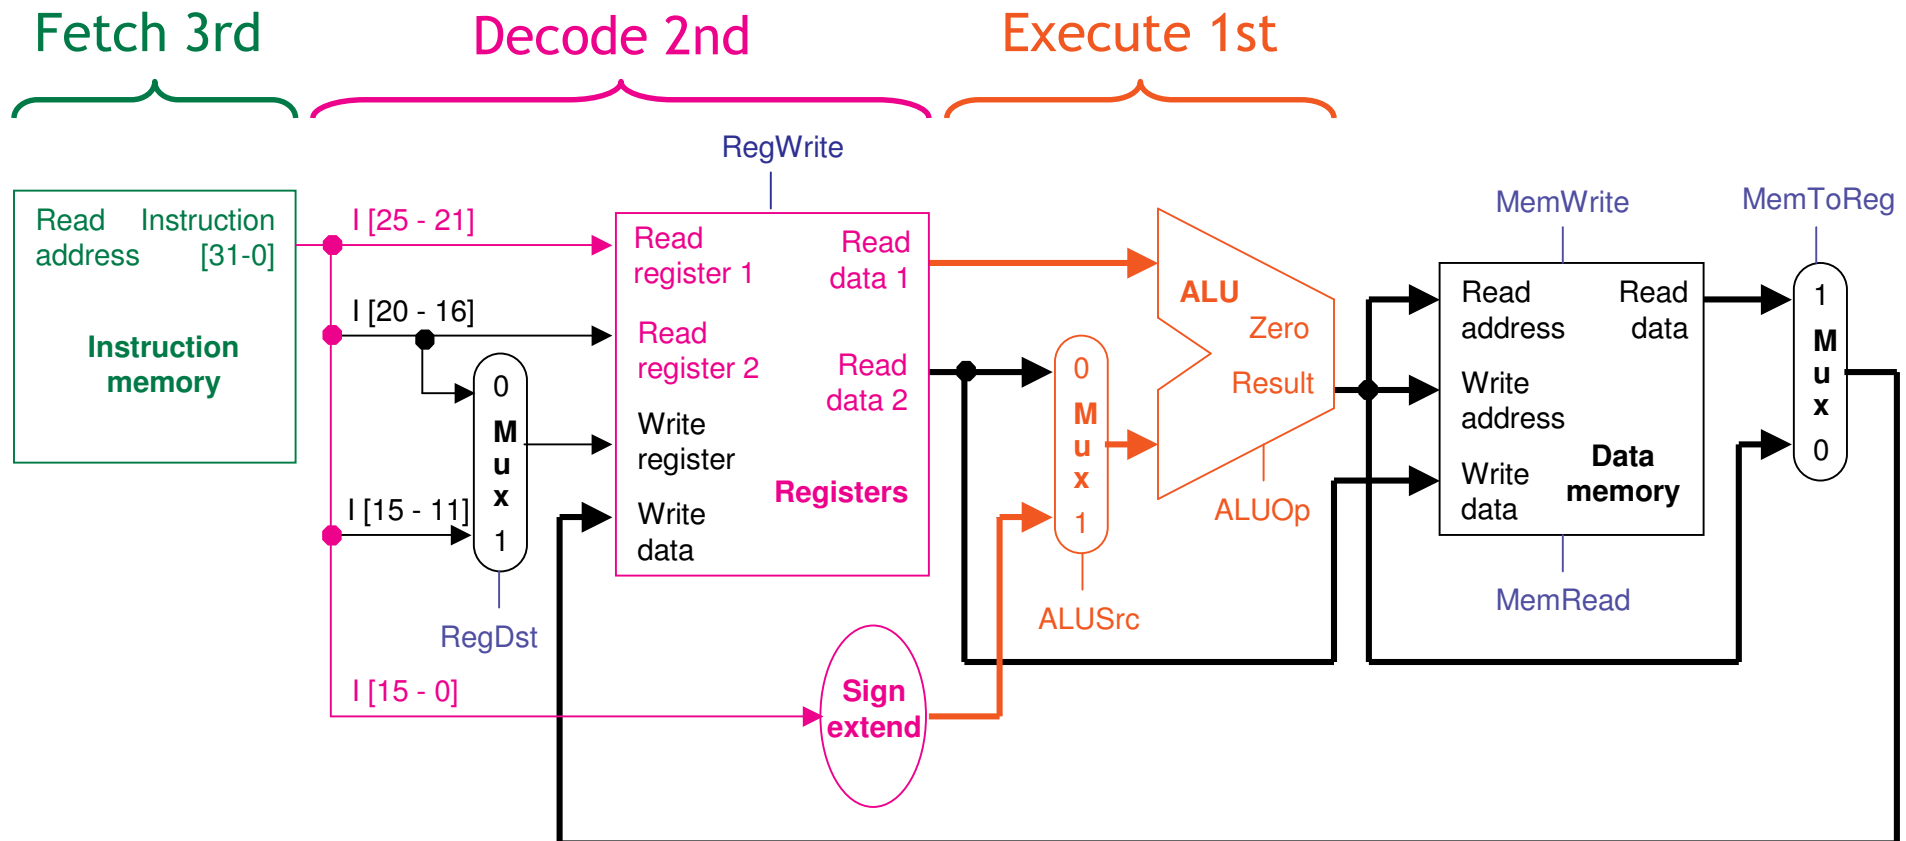 Fetch 3rd
Decode 2nd
Execute 1st
RegWrite
Read Instruction
address [31-0]
Instruction
memory
I [25 - 21]
I [20 - 16]
I [15 - 11]
I [15 - 0]
0
M
u
x
1
RegDst
Read
register 1
Read
data 1
Read
register 2
Read
data 2
Write
register
Registers
Write
data
Sign
extend
0
M
u
x
1
ALUSrc
ALU
Zero
Result
ALUOp
MemWrite
Read
address
Read
data
Write
address
Write
data
Data
memory
MemRead
MemToReg
1
M
u
x
0